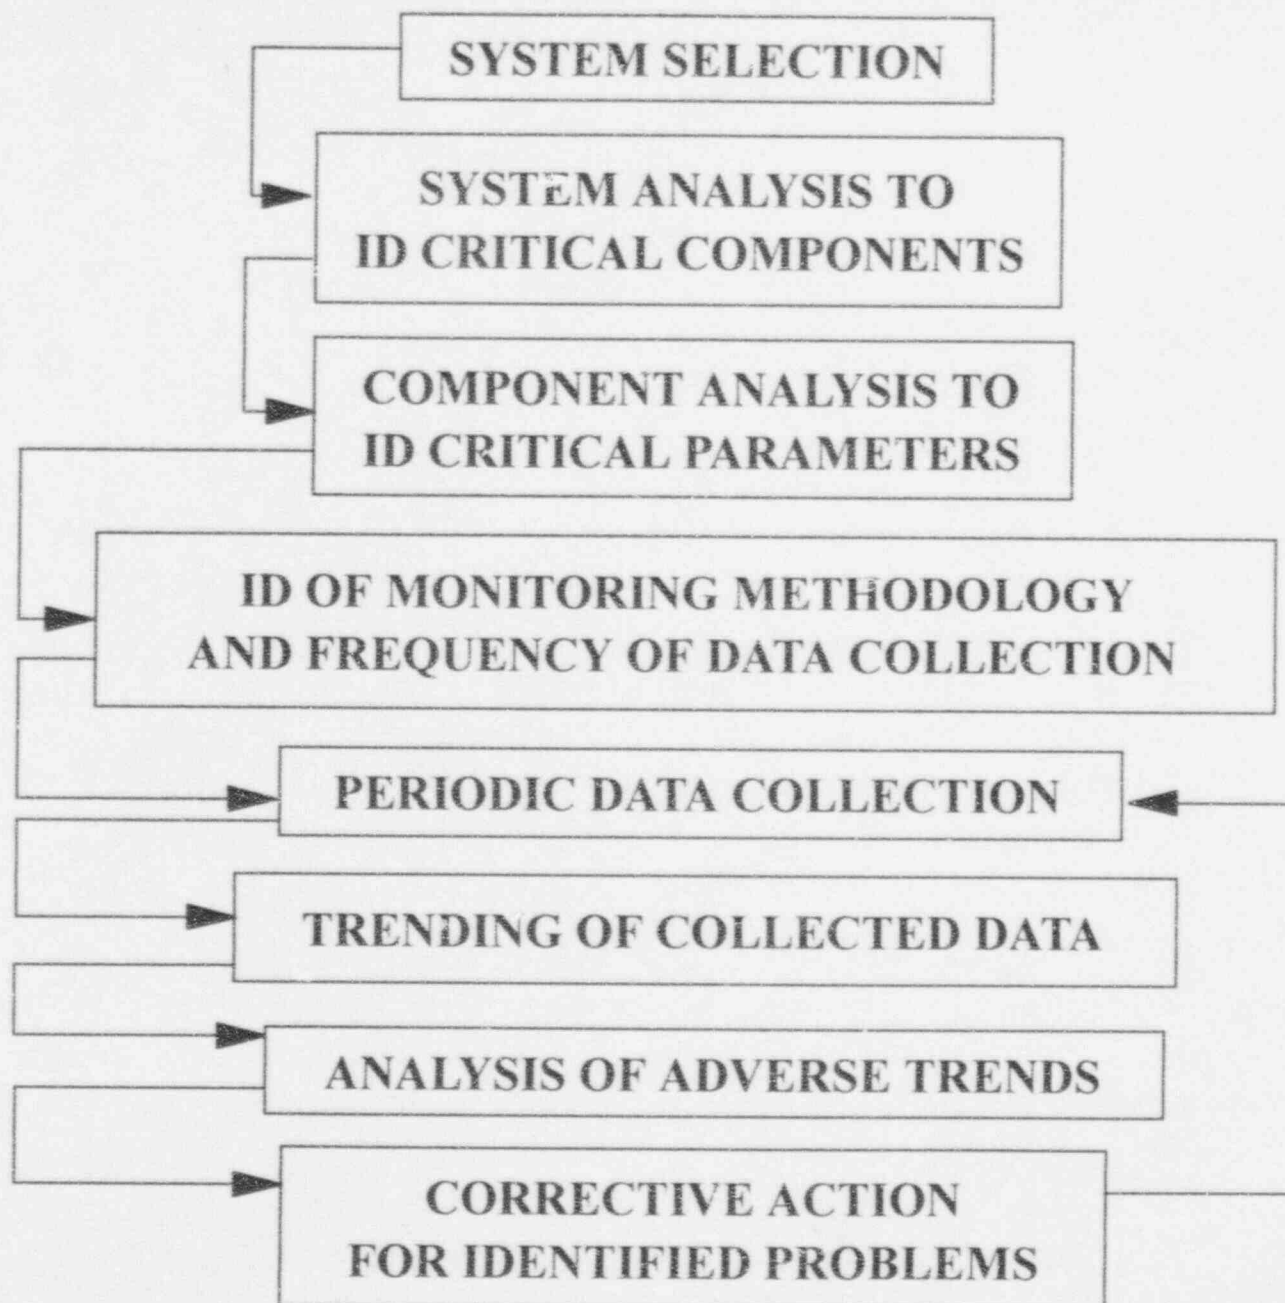 SYSTEM SELECTION
SYSTEM ANALYSIS TO
ID CRITICAL COMPONENTS
COMPONENT ANALYSIS TO
ID CRITICAL PARAMETERS
ID OF MONITORING METHODOLOGY
AND FREQUENCY OF DATA COLLECTION
PERIODIC DATA COLLECTION
TRENDING OF COLLECTED DATA
ANALYSIS OF ADVERSE TRENDS
CORRECTIVE ACTION
FOR IDENTIFIED PROBLEMS